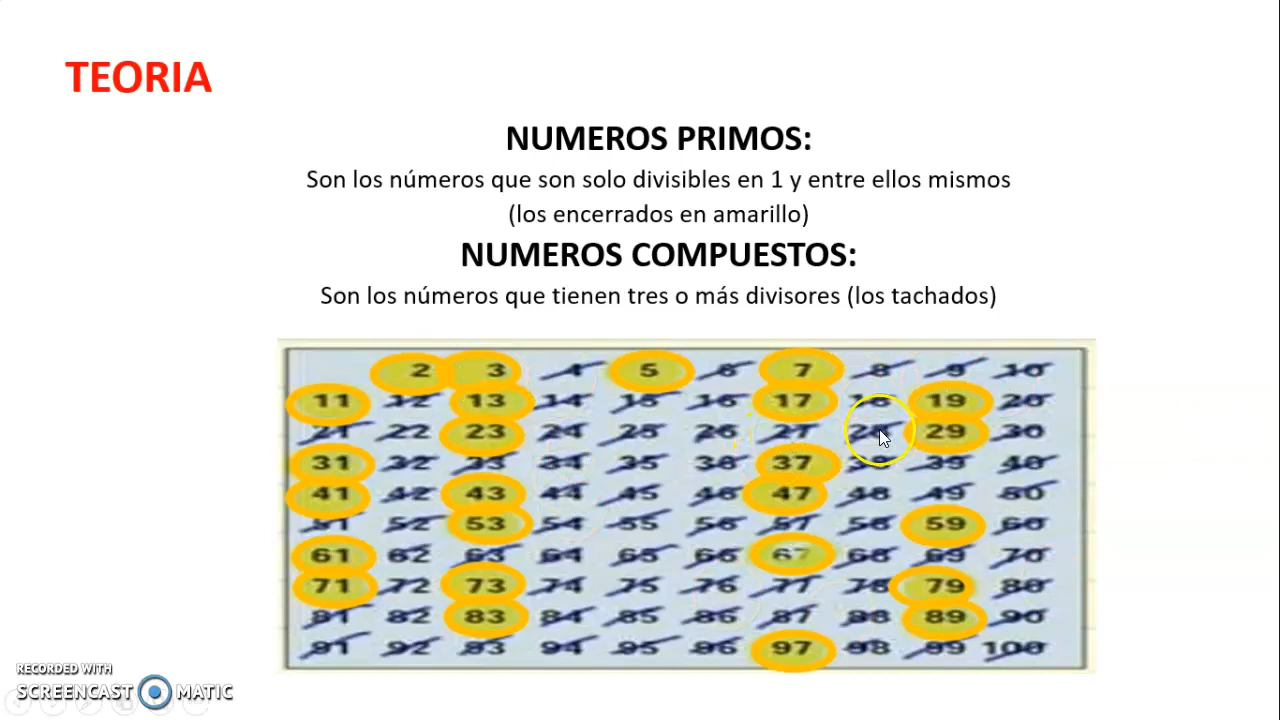 TEORIA
NUMEROS PRIMOS:
Son los números que son solo divisibles en 1 y entre ellos mismos
(los encerrados en amarillo)
NUMEROS COMPUESTOS:
Son los números que tienen tres o más divisores (los tachados)
2 3 4 5 6 7 8 9 10
11 12 13 14 15 16 17 18 19 20
21 22 23 24 25 26 27 28 29 30
31 32 33 34 35 36 37 38 39 40
41 42 43 44 45 46 47 48 49 50
51 52 53 54 55 56 57 58 59 60
61 62 63 64 65 66 67 68 69 70
71 72 73 74 75 76 77 78 79 80
81 82 83 84 85 86 87 88 89 90
91 92 93 94 95 96 97 98 99 100
RECORDED WITH
SCREENCAST MATIC